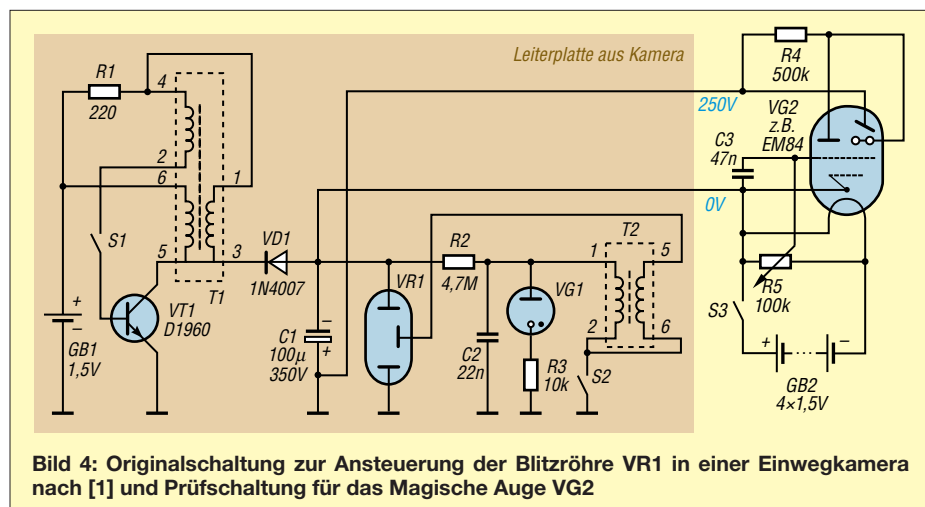 Leiterplatte aus Kamera
R1
220
4
2
6
1
5
3
T1
S1
VT1
D1960
+
–
GB1
1,5V
VD1
1N4007
–
+
C1
100µ
350V
VR1
R2
4,7M
C2
22n
VG1
R3
10k
T2
1
5
2
6
S2
R4
500k
250V
VG2
z.B.
EM84
C3
47n
0V
R5
100k
S3
+
–
GB2
4×1,5V
Bild 4: Originalschaltung zur Ansteuerung der Blitzröhre VR1 in einer Einwegkamera
nach [1] und Prüfschaltung für das Magische Auge VG2